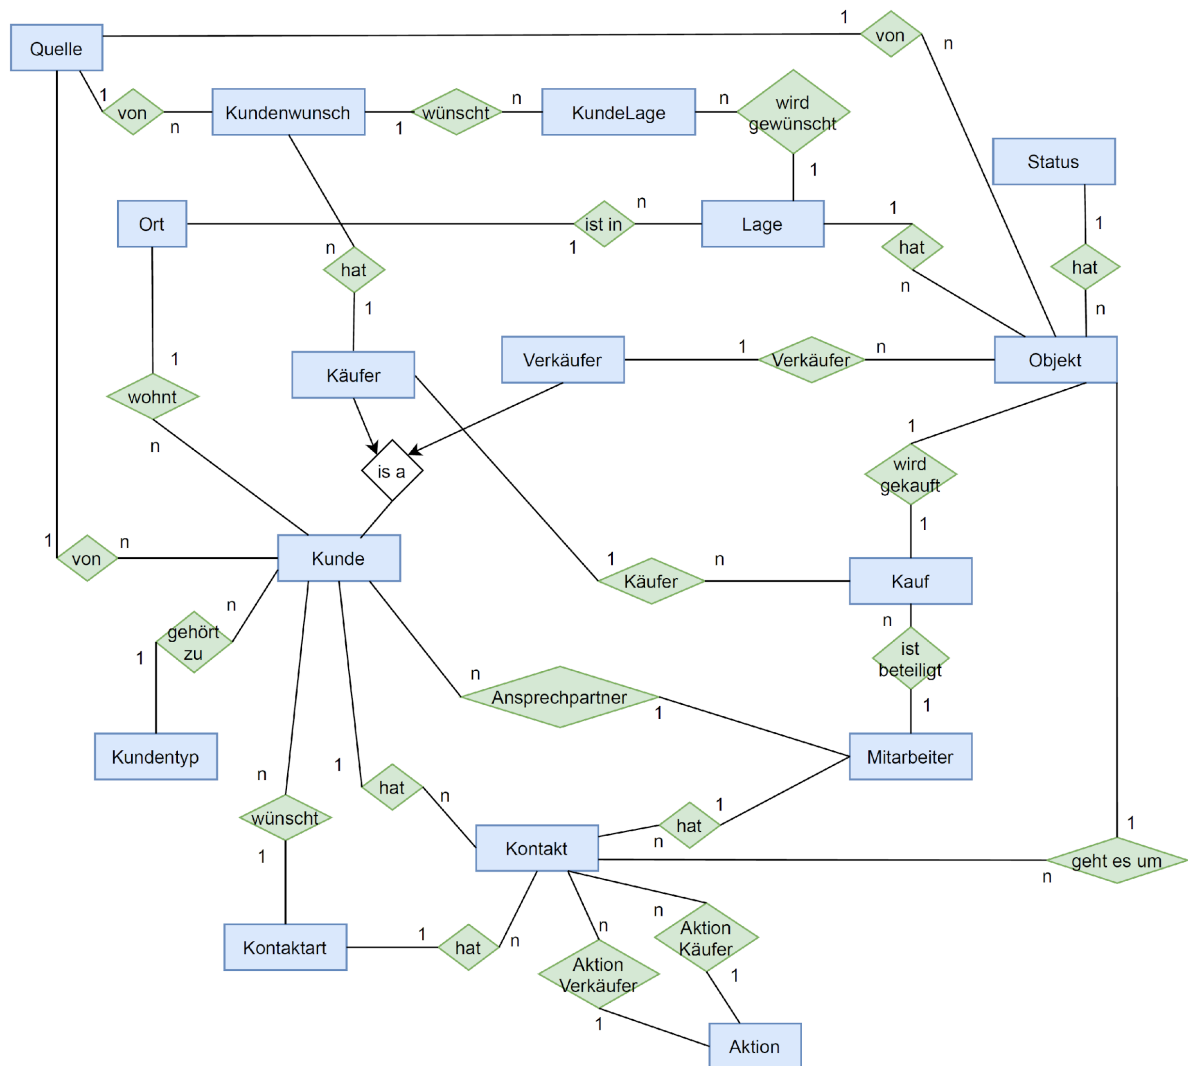 1
von
n
Quelle
1
von
n
Kundenwunsch
1
wünscht
n
KundeLage
n
wird
gewünscht
1
Status
1
hat
n
Ort
1
ist in
n
Lage
1
hat
n
n
hat
1
1
wohnt
n
Käufer
Verkäufer
1
Verkäufer
n
Objekt
is a
1
wird
gekauft
1
1
von
n
Kunde
1
Käufer
n
Kauf
n
ist
beteiligt
1
n
gehört
zu
1
Kundentyp
n
Ansprechpartner
1
Mitarbeiter
n
wünscht
1
1
hat
n
1
hat
n
Kontakt
1
geht es um
n
Kontaktart
1
hat
n
n
Aktion
Verkäufer
1
n
Aktion
Käufer
1
Aktion